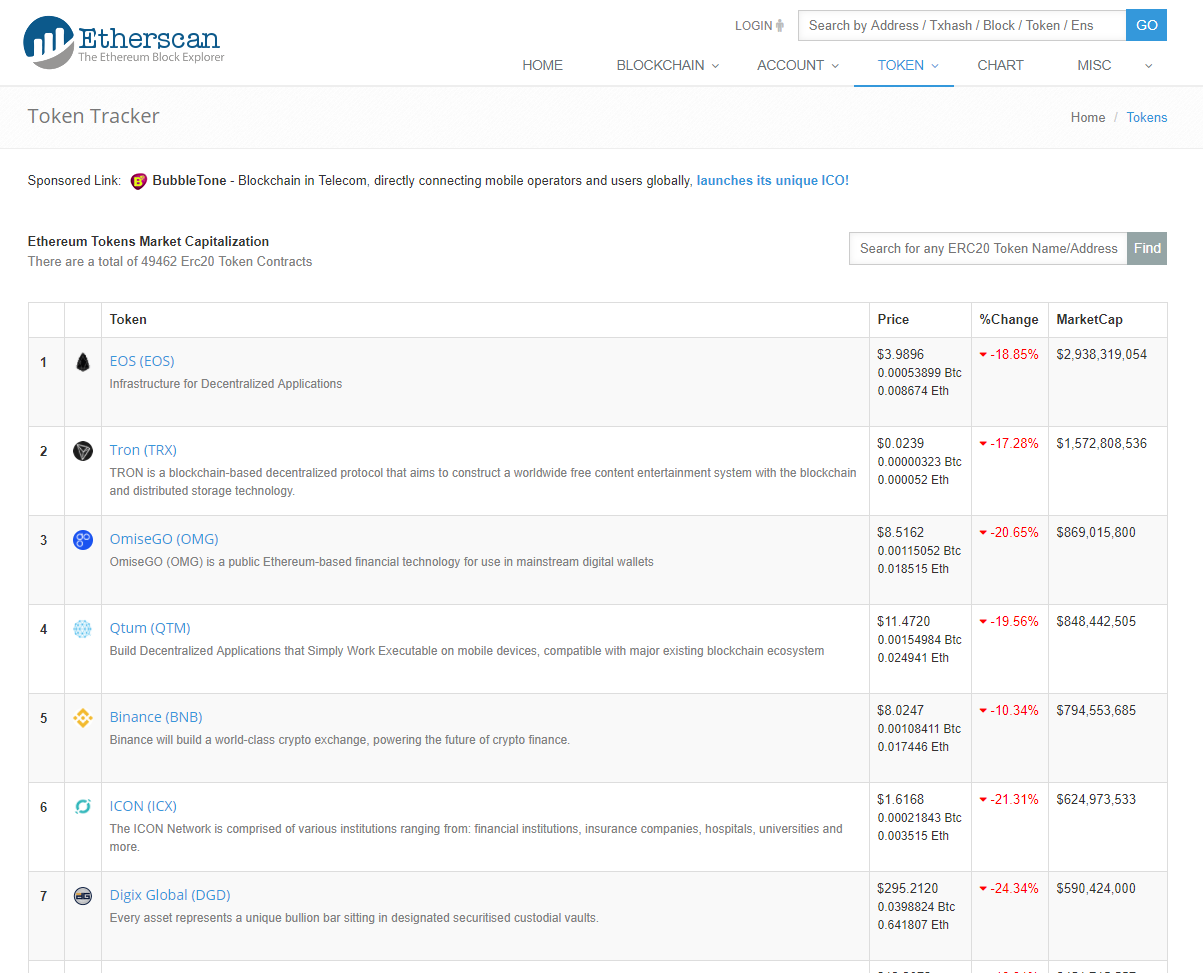 Etherscan
The Ethereum Block Explorer
LOGIN
Search by Address / Txhash / Block / Token / Ens
GO
HOME
BLOCKCHAIN
ACCOUNT
TOKEN
CHART
MISC
Token Tracker
Home / Tokens
Sponsored Link: BubbleTone - Blockchain in Telecom, directly connecting mobile operators and users globally, launches its unique ICO!
Ethereum Tokens Market Capitalization
There are a total of 49462 Erc20 Token Contracts
Search for any ERC20 Token Name/Address
Find
Token Price %Change MarketCap
1 EOS (EOS) $3.9896 -18.85% $2,938,319,054
Infrastructure for Decentralized Applications
0.00053899 Btc
0.008674 Eth
2 Tron (TRX) $0.0239 -17.28% $1,572,808,536
TRON is a blockchain-based decentralized protocol that aims to construct a worldwide free content entertainment system with the blockchain
and distributed storage technology.
0.00000323 Btc
0.000052 Eth
3 OmiseGO (OMG) $8.5162 -20.65% $869,015,800
OmiseGO (OMG) is a public Ethereum-based financial technology for use in mainstream digital wallets
0.00115052 Btc
0.018515 Eth
4 Qtum (QTM) $11.4720 -19.56% $848,442,505
Build Decentralized Applications that Simply Work Executable on mobile devices, compatible with major existing blockchain ecosystem
0.00154984 Btc
0.024941 Eth
5 Binance (BNB) $8.0247 -10.34% $794,553,685
Binance will build a world-class crypto exchange, powering the future of crypto finance.
0.00108411 Btc
0.017446 Eth
6 ICON (ICX) $1.6168 -21.31% $624,973,533
The ICON Network is comprised of various institutions ranging from: financial institutions, insurance companies, hospitals, universities and
more.
0.00021843 Btc
0.003515 Eth
7 Digix Global (DGD) $295.2120 -24.34% $590,424,000
Every asset represents a unique bullion bar sitting in designated securitised custodial vaults.
0.0398824 Btc
0.641807 Eth